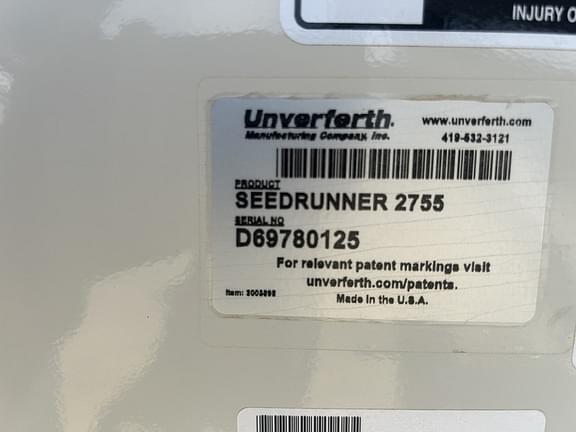 INJURY O
Unverferth.
www.unverferth.com
Manufacturing Company, Inc.
419-532-3121
PRODUCT
SEEDRUNNER 2755
SERIAL NO
D69780125
For relevant patent markings visit
unverferth.com/patents.
Item:
Made in the U.S.A.